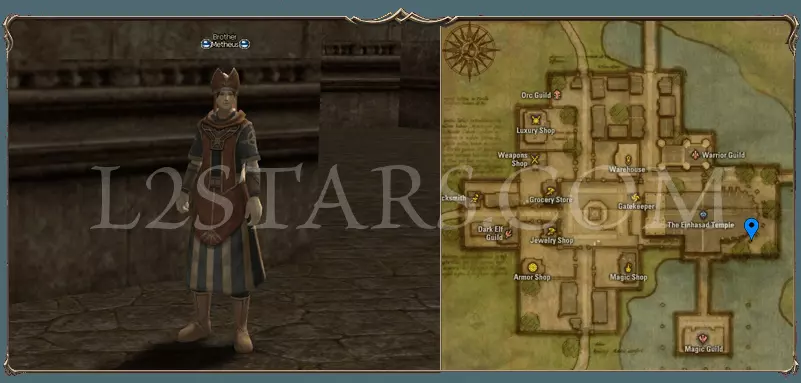 Brother
Metheus
L2STARS.COM
Orc Guild
Luxury Shop
Weapons
Shop
Warehouse
Warrior Guild
cksmith
Grocery Store
Gatekeeper
Dark Elf
Guild
Jewelry Shop
The Einhasad Temple
Armor Shop
Magic Shop
Magic Guild